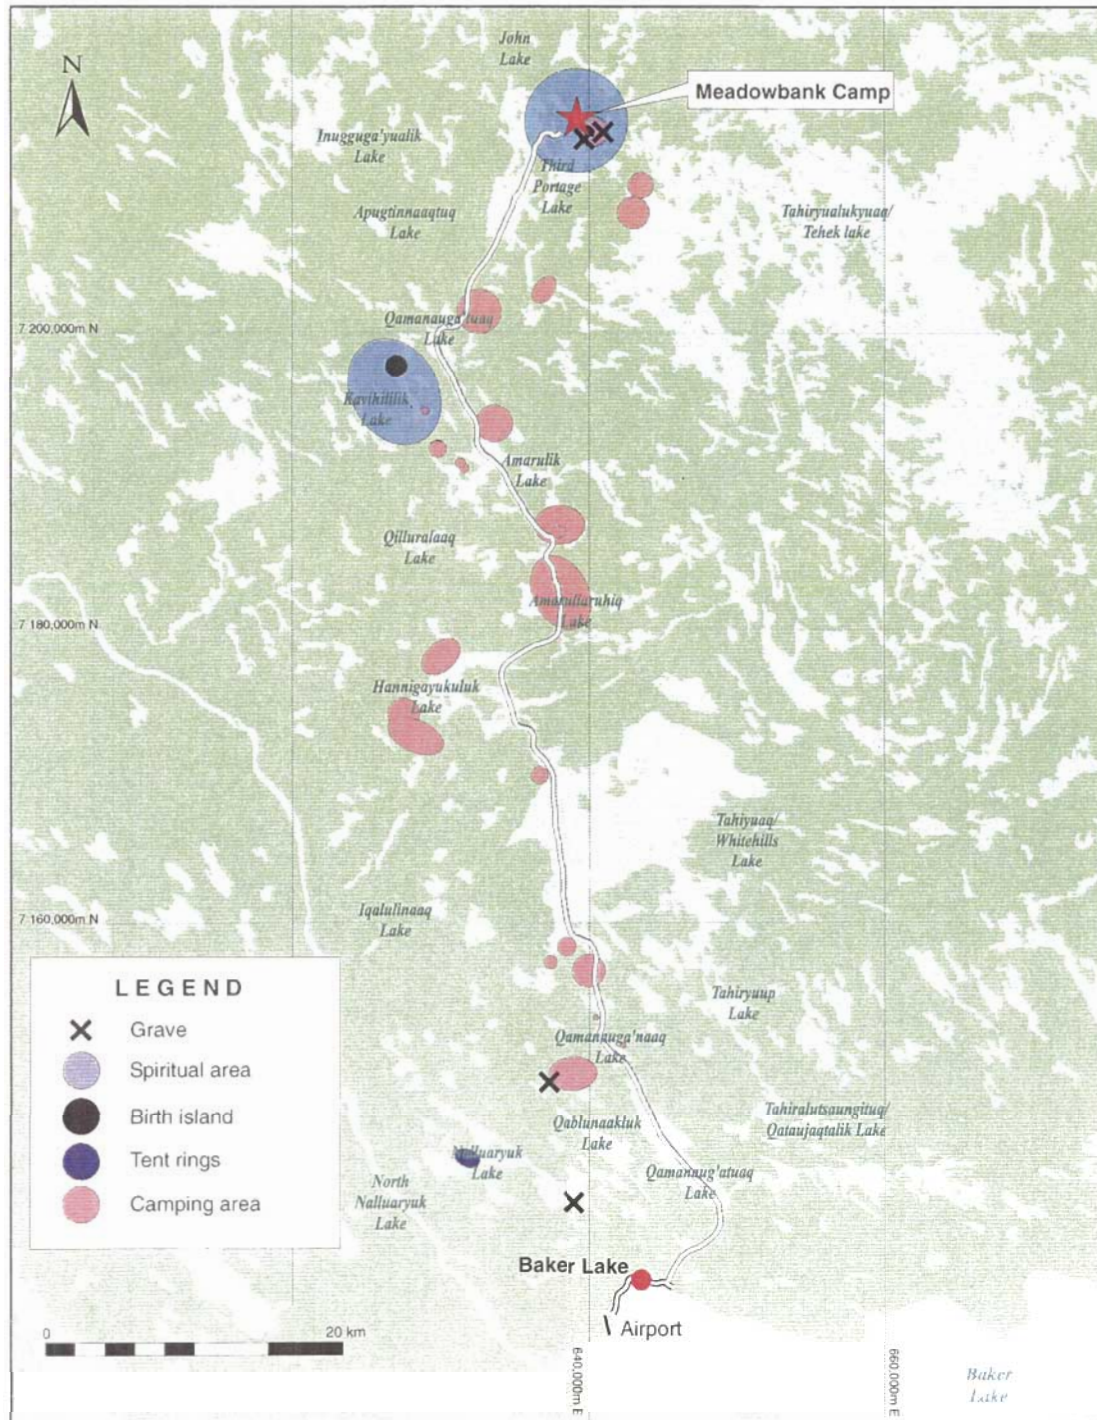 John
Lake
N
Meadowbank Camp
Inugguga'yualik
Lake
Third
Portage
Lake
Apugtinnaaqtuq
Lake
Tahiryualukyuaq/
Tehek lake
Qamanauga'tuaq
Lake
7 200,000m N
Lake
Amarulik
Lake
Qilluralaaq
Lake
Lake
7 180,000m N
Hannigayukuluk
Lake
Tahiyuaq/
Whitehills
Lake
Iqalulinaaq
Lake
7 160,000m N
Tahiryuup
Lake
Qamanauga'naaq
Lake
Tahiralutsaungituq/
Qataujaqtalik Lake
Qablunaakluk
Lake
Nalluaryuk
Lake
North
Nalluaryuk
Lake
Qamanaug'atuaq
Lake
LEGEND
Grave
Spiritual area
Birth island
Tent rings
Camping area
Baker Lake
Airport
0
20 km
640,000m E
660,000m E
Baker
Lake